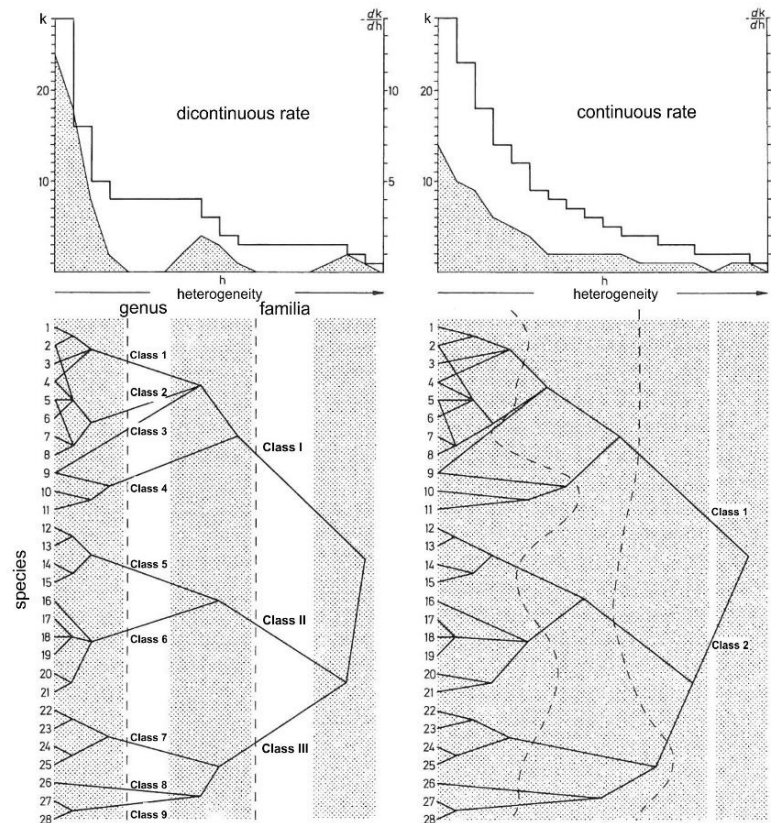 k
20
10
dicontinuous rate
- dk/dh
10
5
k
20
10
continuous rate
- dk/dh
h
heterogeneity
genus
familia
h
heterogeneity
species
1
2
3
4
5
6
7
8
9
10
11
12
13
14
15
16
17
18
19
20
21
22
23
24
25
26
27
28
Class 1
Class 2
Class 3
Class 4
Class 5
Class 6
Class 7
Class 8
Class 9
Class I
Class II
Class III
1
2
3
4
5
6
7
8
9
10
11
12
13
14
15
16
17
18
19
20
21
22
23
24
25
26
27
28
Class 1
Class 2